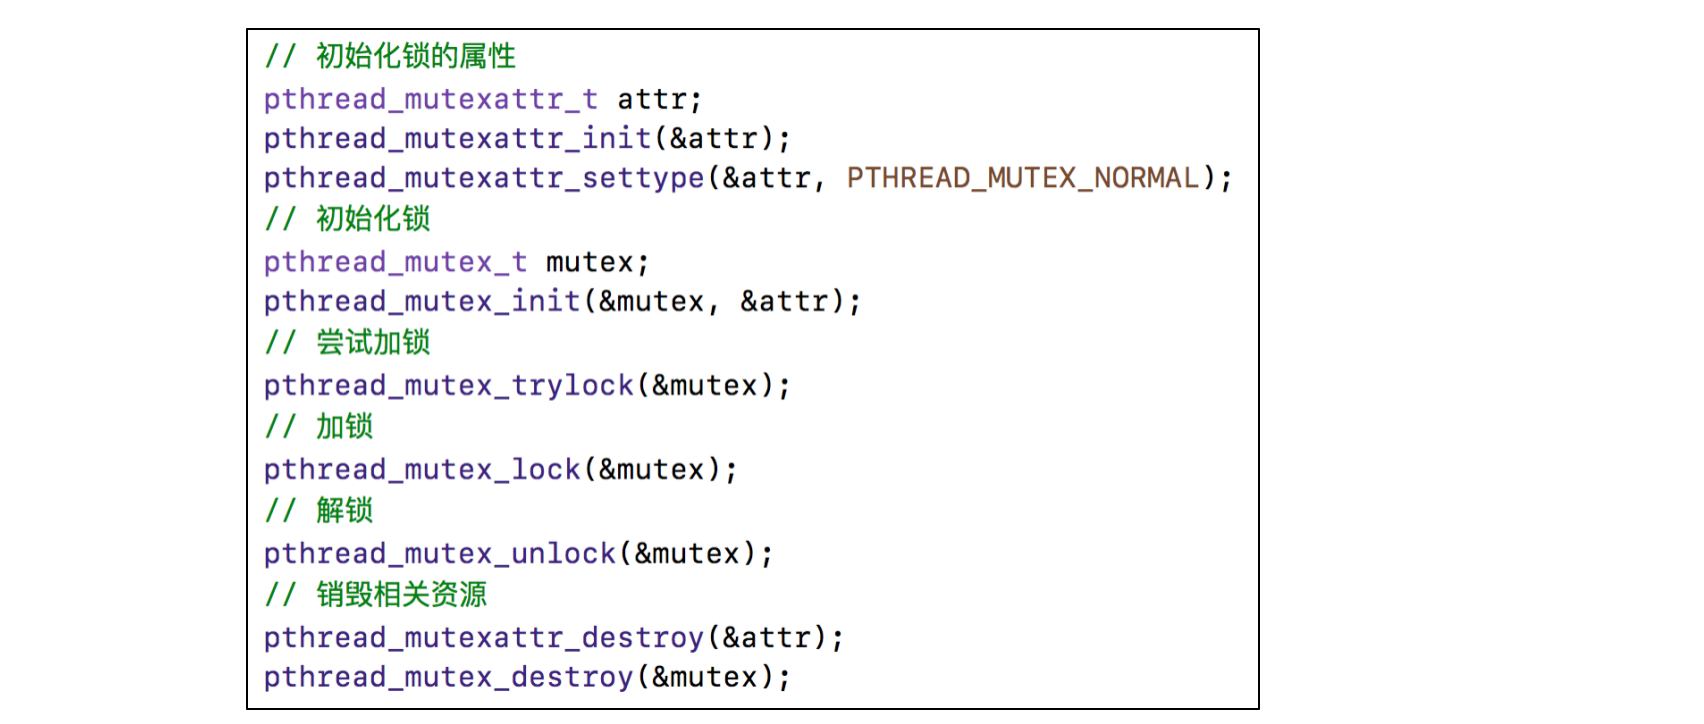 // 初始化锁的属性
pthread_mutexattr_t attr;
pthread_mutexattr_init(&attr);
pthread_mutexattr_settype(&attr, PTHREAD_MUTEX_NORMAL);
// 初始化锁
pthread_mutex_t mutex;
pthread_mutex_init(&mutex, &attr);
// 尝试加锁
pthread_mutex_trylock(&mutex);
// 加锁
pthread_mutex_lock(&mutex);
// 解锁
pthread_mutex_unlock(&mutex);
// 销毁相关资源
pthread_mutexattr_destroy(&attr);
pthread_mutex_destroy(&mutex);